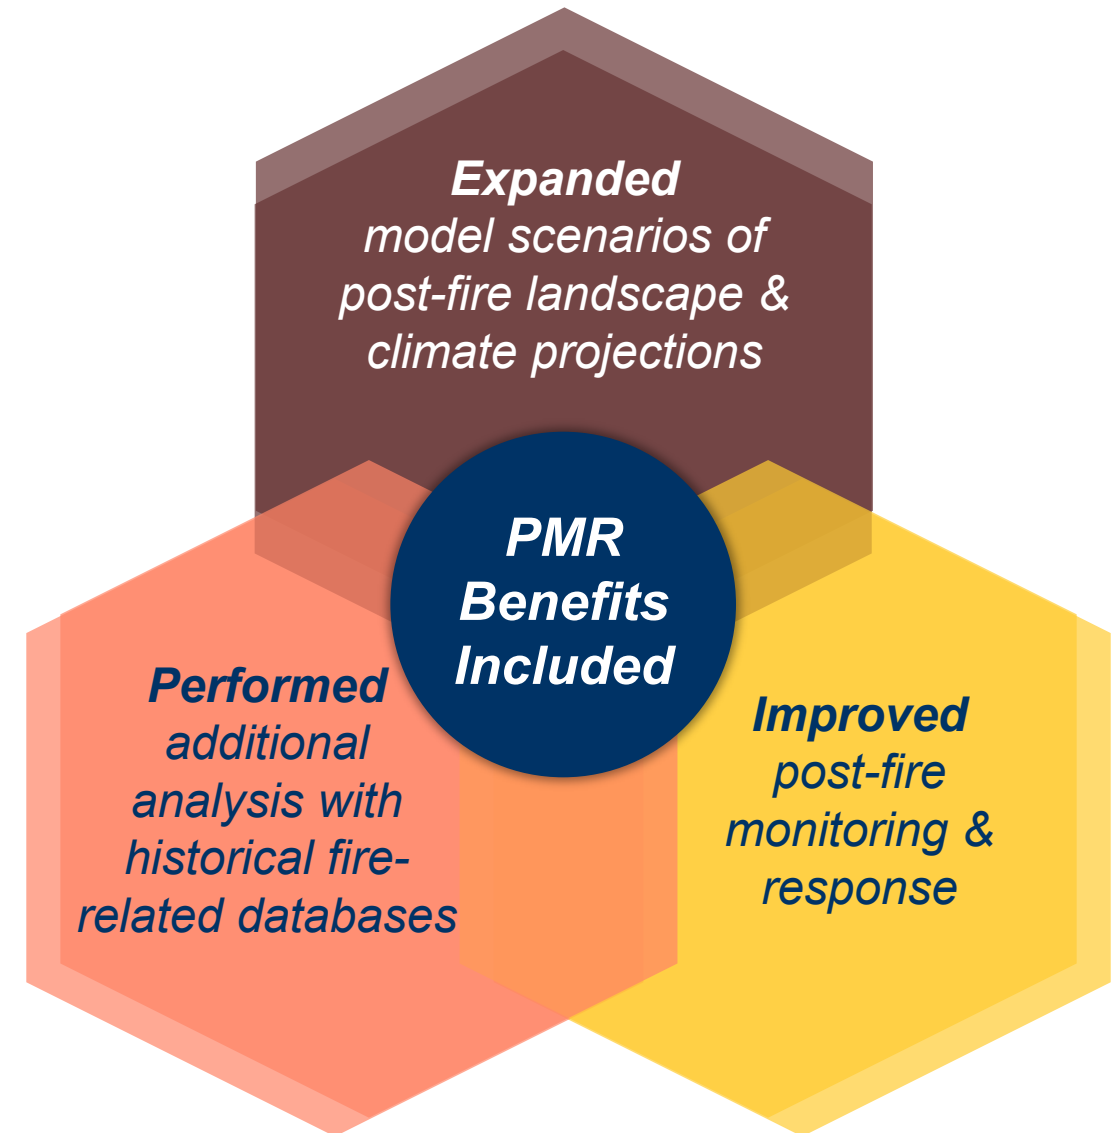 Expanded
model scenarios of
post-fire landscape &
climate projections
PMR
Benefits
Included
Performed
additional
analysis with
historical fire-
related databases
Improved
post-fire
monitoring &
response